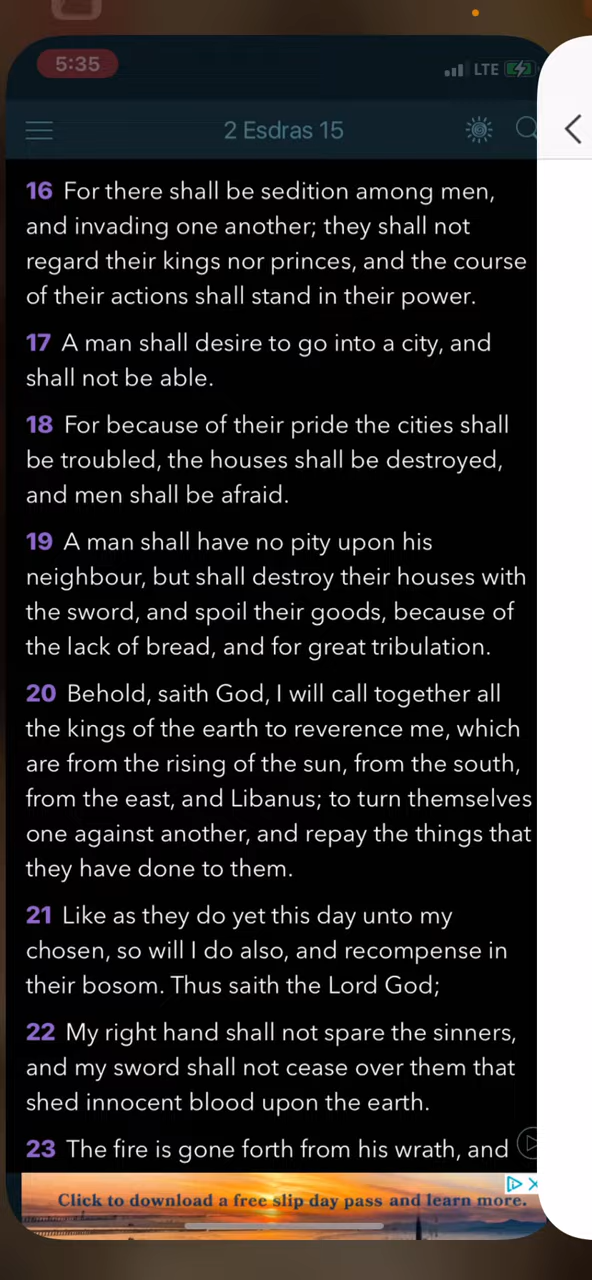 5:35
LTE
2 Esdras 15
16 For there shall be sedition among men,
and invading one another; they shall not
regard their kings nor princes, and the course
of their actions shall stand in their power.
17 A man shall desire to go into a city, and
shall not be able.
18 For because of their pride the cities shall
be troubled, the houses shall be destroyed,
and men shall be afraid.
19 A man shall have no pity upon his
neighbour, but shall destroy their houses with
the sword, and spoil their goods, because of
the lack of bread, and for great tribulation.
20 Behold, saith God, I will call together all
the kings of the earth to reverence me, which
are from the rising of the sun, from the south,
from the east, and Libanus; to turn themselves
one against another, and repay the things that
they have done to them.
21 Like as they do yet this day unto my
chosen, so will I do also, and recompense in
their bosom. Thus saith the Lord God;
22 My right hand shall not spare the sinners,
and my sword shall not cease over them that
shed innocent blood upon the earth.
23 The fire is gone forth from his wrath, and
Click to download a free slip day pass and learn more.